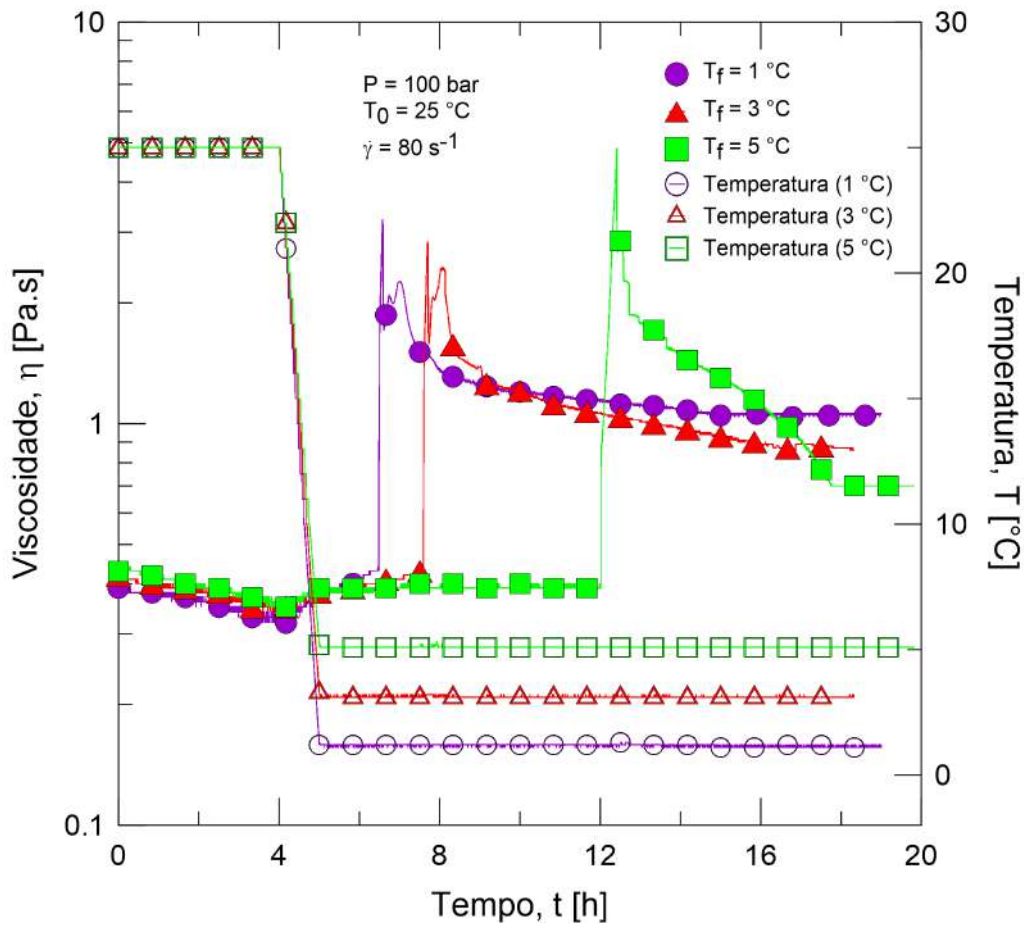 10
30
P = 100 bar
T0 = 25 °C
γ̇ = 80 s-1
Tf = 1 °C
Tf = 3 °C
Tf = 5 °C
Temperatura (1 °C)
Temperatura (3 °C)
Temperatura (5 °C)
20
Viscosidade, η [Pa.s]
1
Temperatura, T [°C]
10
0
0.1
0 4 8 12 16 20
Tempo, t [h]